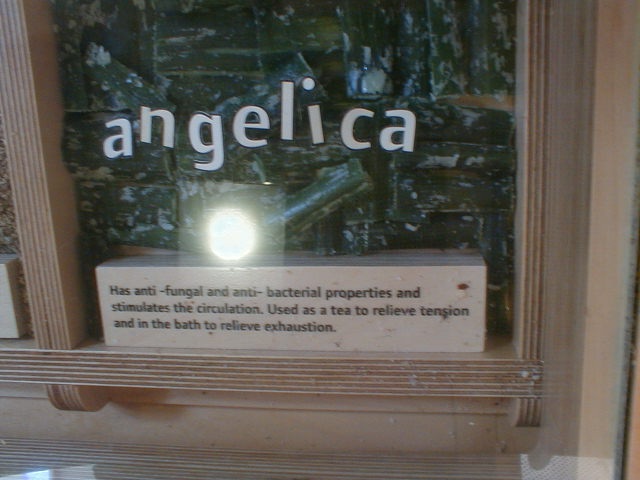 angelica
Has anti -fungal and anti- bacterial properties and
stimulates the circulation. Used as a tea to relieve tension
and in the bath to relieve exhaustion.